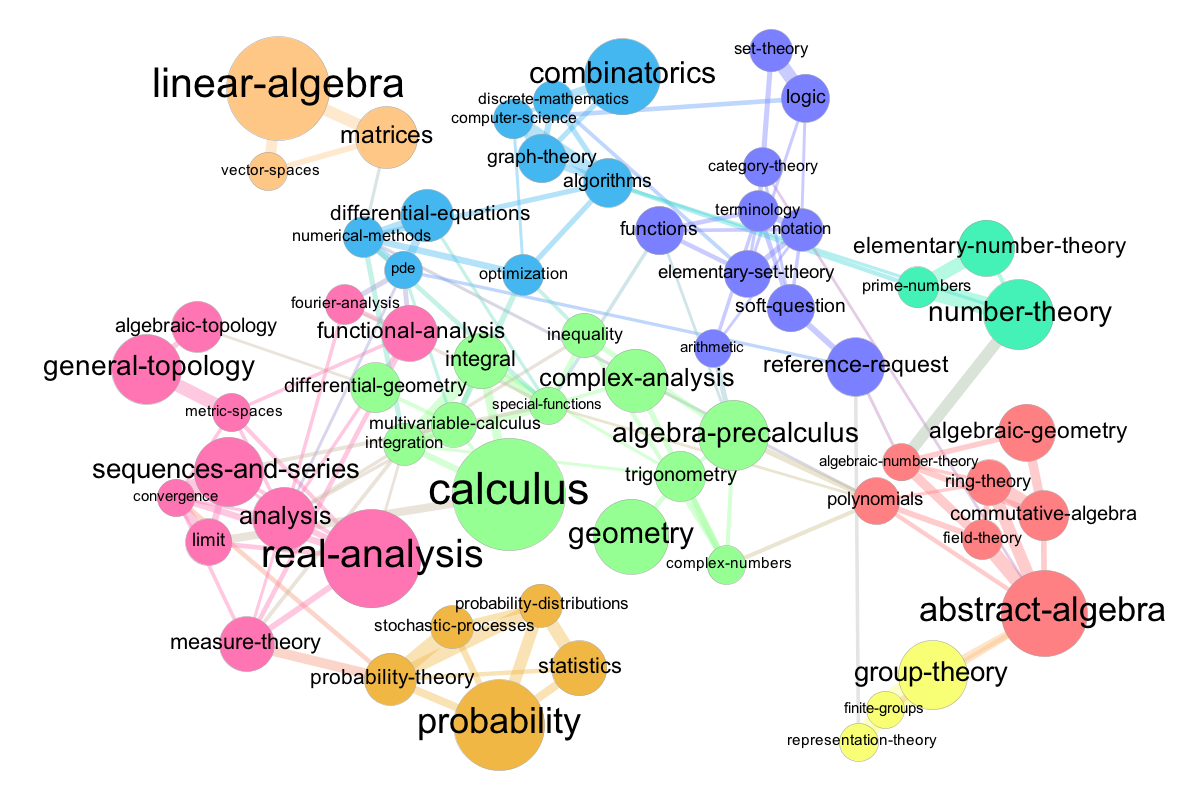 set-theory
combinatorics
linear-algebra
discrete-mathematics
logic
computer-science
matrices
graph-theory
category-theory
vector-spaces
algorithms
terminology
differential-equations
functions
notation
numerical-methods
elementary-number-theory
pde
optimization
elementary-set-theory
prime-numbers
fourier-analysis
soft-question
number-theory
algebraic-topology
functional-analysis
inequality
arithmetic
integral
general-topology
reference-request
complex-analysis
differential-geometry
special-functions
metric-spaces
multivariable-calculus
algebra-precalculus
algebraic-geometry
integration
algebraic-number-theory
sequences-and-series
trigonometry
ring-theory
calculus
convergence
polynomials
commutative-algebra
analysis
geometry
field-theory
limit
real-analysis
complex-numbers
probability-distributions
abstract-algebra
stochastic-processes
measure-theory
statistics
group-theory
probability-theory
finite-groups
probability
representation-theory